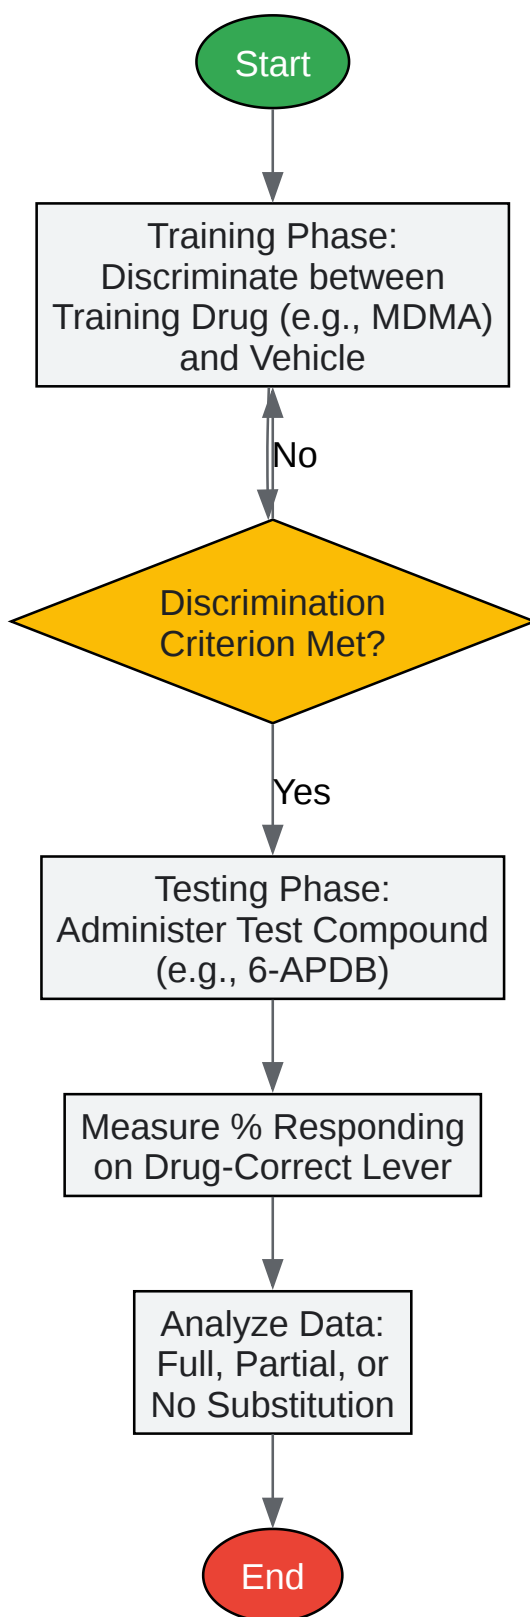 Start
Training Phase:
Discriminate between
Training Drug (e.g., MDMA)
and Vehicle
No
Discrimination
Criterion Met?
Yes
Testing Phase:
Administer Test Compound
(e.g., 6-APDB)
Measure % Responding
on Drug-Correct Lever
Analyze Data:
Full, Partial, or
No Substitution
End